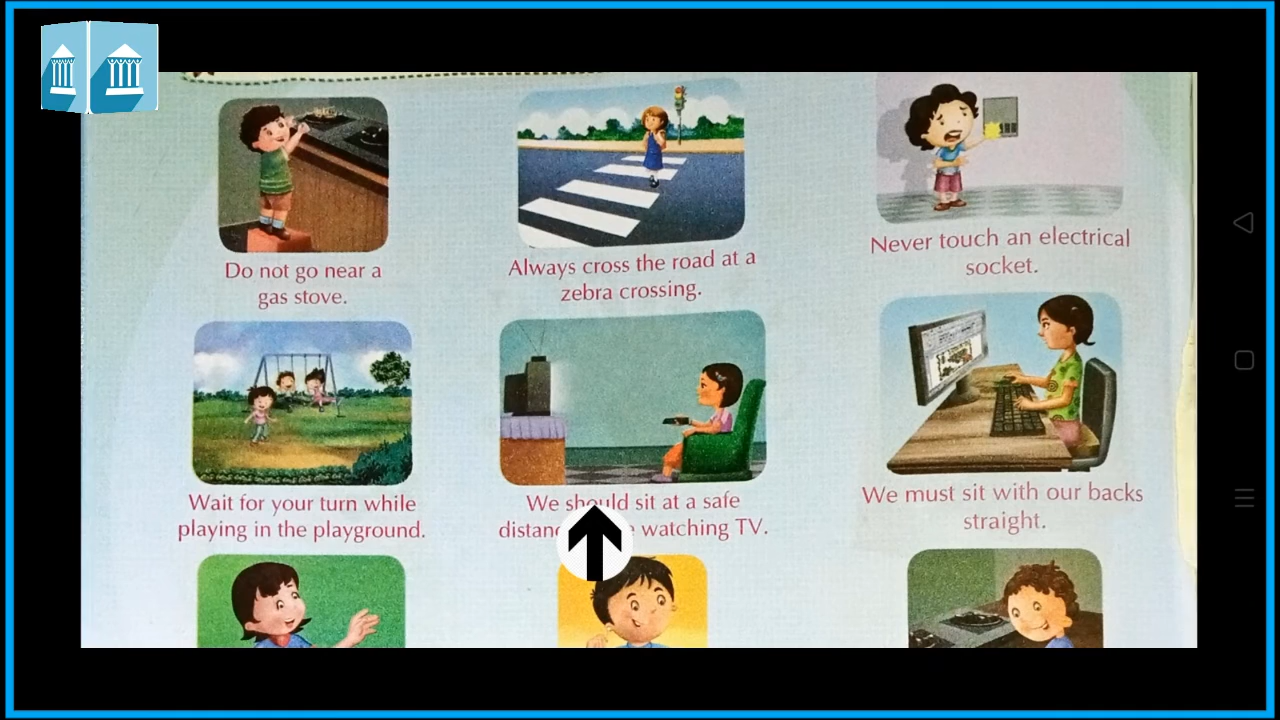 Do not go near a
gas stove.
Always cross the road at a
zebra crossing.
Never touch an electrical
socket.
Wait for your turn while
playing in the playground.
We should sit at a safe
watching TV.
We must sit with our backs
straight.